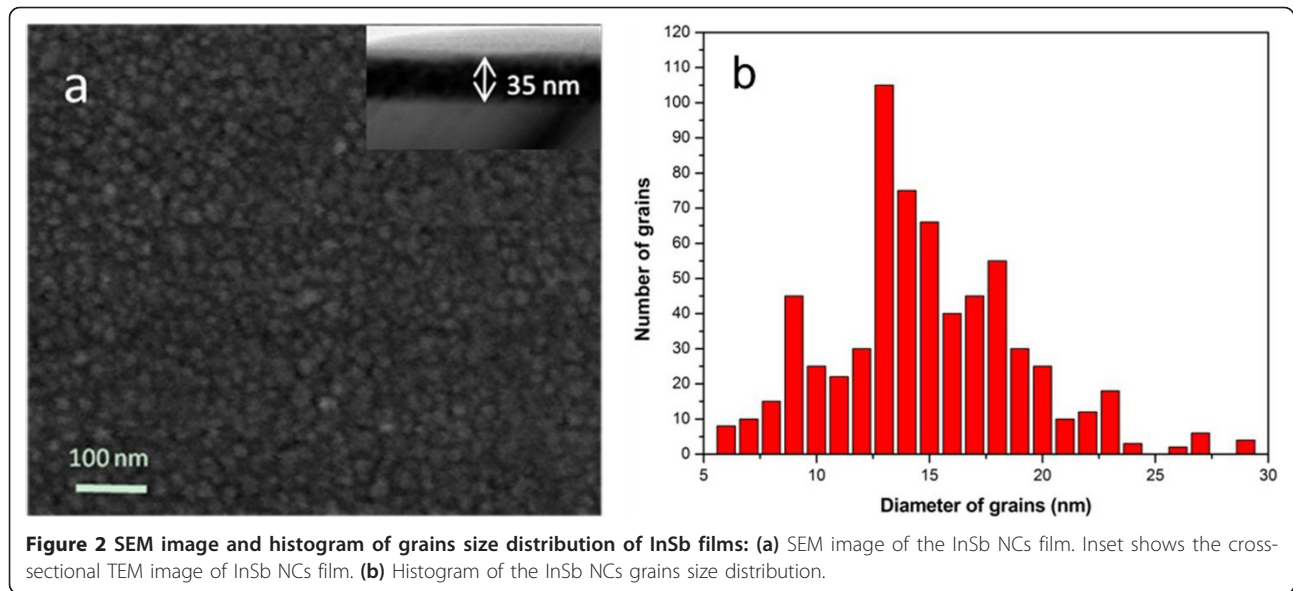 a
35 nm
100 nm
b
120
110
100
90
80
70
60
50
40
30
20
10
0
Number of grains
5
10
15
20
25
30
Diameter of grains (nm)
Figure 2 SEM image and histogram of grains size distribution of InSb films: (a) SEM image of the InSb NCs film. Inset shows the cross-
sectional TEM image of InSb NCs film. (b) Histogram of the InSb NCs grains size distribution.